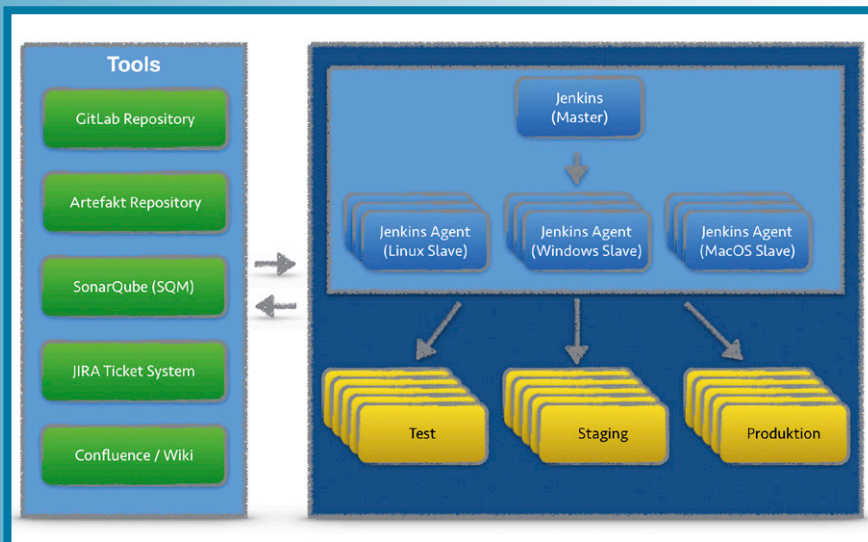 Tools
GitLab Repository
Artefakt Repository
SonarQube (SQM)
JIRA Ticket System
Confluence / Wiki
Jenkins
(Master)
Jenkins Agent
(Linux Slave)
Jenkins Agent
(Windows Slave)
Jenkins Agent
(MacOS Slave)
Test
Staging
Produktion